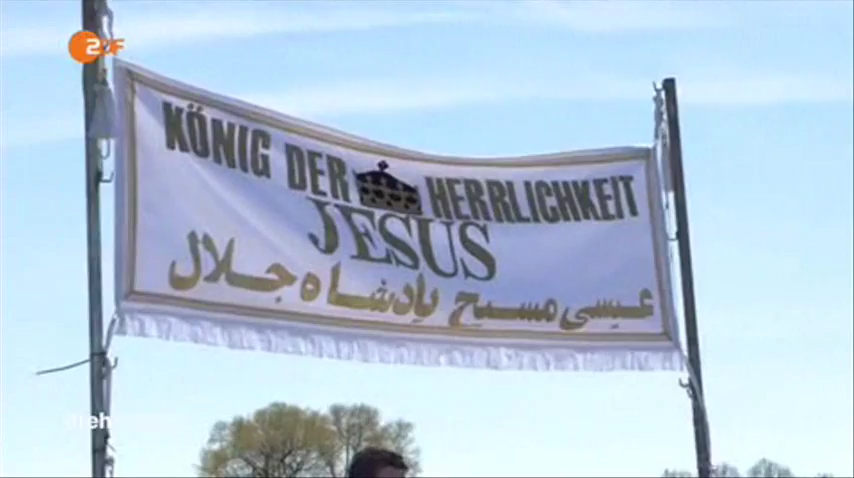 ZDF
KÖNIG DER HERRLICHKEIT
JESUS
عیسی مسیح پادشاه جلال